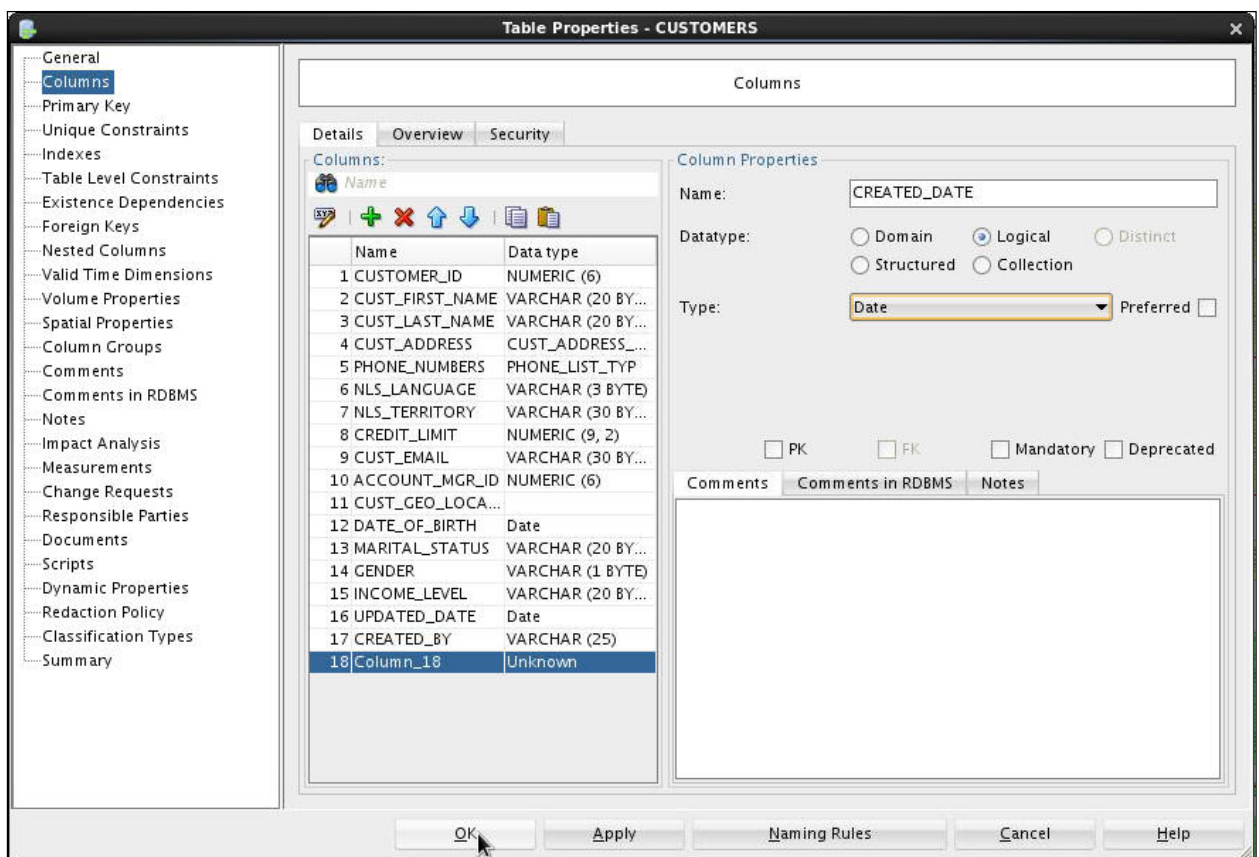 Table Properties - CUSTOMERS
General
Columns
Primary Key
Unique Constraints
Indexes
Table Level Constraints
Existence Dependencies
Foreign Keys
Nested Columns
Valid Time Dimensions
Volume Properties
Spatial Properties
Column Groups
Comments
Comments in RDBMS
Notes
Impact Analysis
Measurements
Change Requests
Responsible Parties
Documents
Scripts
Dynamic Properties
Redaction Policy
Classification Types
Summary
Columns
Details Overview Security
Columns:
Name
Name Data type
1 CUSTOMER_ID NUMERIC (6)
2 CUST_FIRST_NAME VARCHAR (20 BY...
3 CUST_LAST_NAME VARCHAR (20 BY...
4 CUST_ADDRESS CUST_ADDRESS_...
5 PHONE_NUMBERS PHONE_LIST_TYP
6 NLS_LANGUAGE VARCHAR (3 BYTE)
7 NLS_TERRITORY VARCHAR (30 BY...
8 CREDIT_LIMIT NUMERIC (9, 2)
9 CUST_EMAIL VARCHAR (30 BY...
10 ACCOUNT_MGR_ID NUMERIC (6)
11 CUST_GEO_LOCA...
12 DATE_OF_BIRTH Date
13 MARITAL_STATUS VARCHAR (20 BY...
14 GENDER VARCHAR (1 BYTE)
15 INCOME_LEVEL VARCHAR (20 BY...
16 UPDATED_DATE Date
17 CREATED_BY VARCHAR (25)
18 Column_18 Unknown
Column Properties
Name: CREATED_DATE
Datatype: Domain Logical Distinct
Structured Collection
Type: Date Preferred
PK FK Mandatory Deprecated
Comments Comments in RDBMS Notes
OK Apply Naming Rules Cancel Help